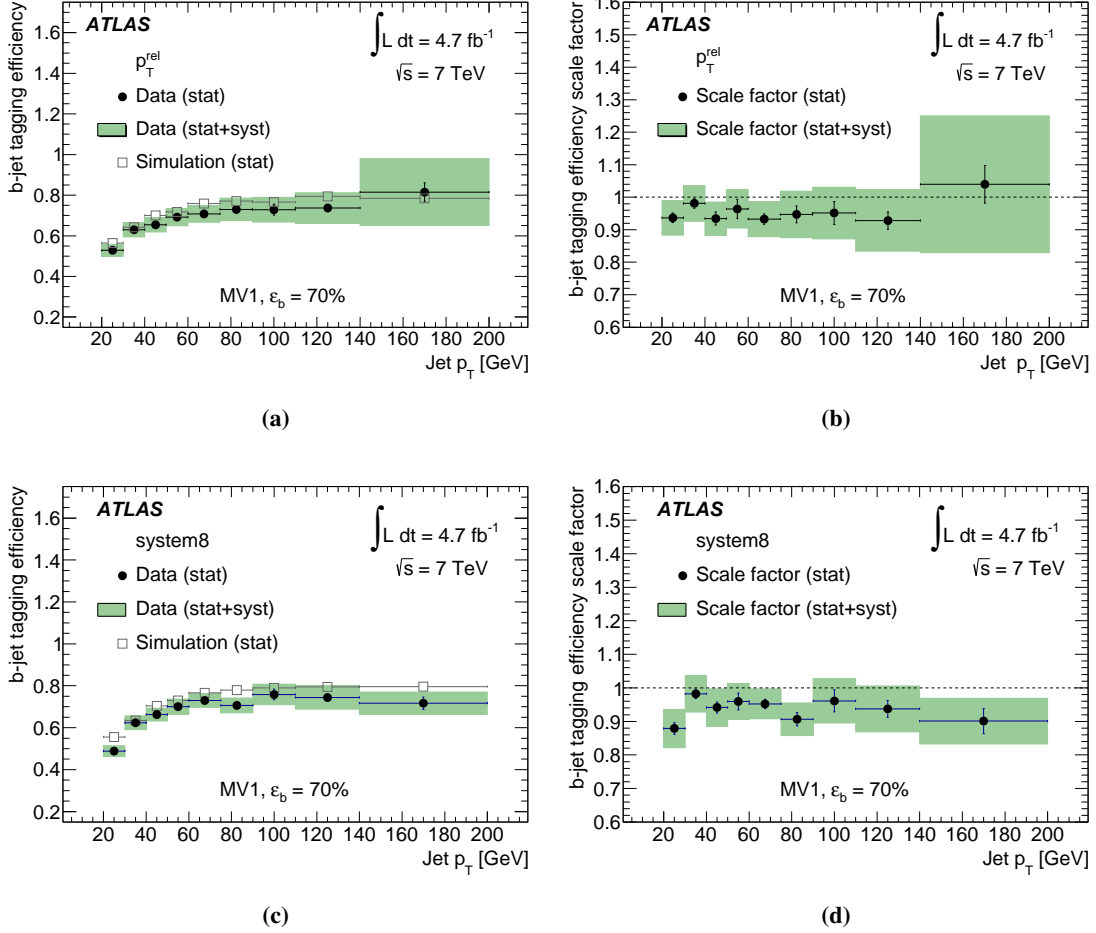 b-jet tagging efficiency
1.6
1.4
1.2
1
0.8
0.6
0.4
0.2
ATLAS
∫ L dt = 4.7 fb⁻¹
√s = 7 TeV
p_T^rel
Data (stat)
Data (stat+syst)
Simulation (stat)
MV1, ε_b = 70%
20 40 60 80 100 120 140 160 180 200
Jet p_T [GeV]
(a)
b-jet tagging efficiency scale factor
1.6
1.5
1.4
1.3
1.2
1.1
1
0.9
0.8
0.7
0.6
ATLAS
∫ L dt = 4.7 fb⁻¹
√s = 7 TeV
p_T^rel
Scale factor (stat)
Scale factor (stat+syst)
MV1, ε_b = 70%
20 40 60 80 100 120 140 160 180 200
Jet p_T [GeV]
(b)
b-jet tagging efficiency
1.6
1.4
1.2
1
0.8
0.6
0.4
0.2
ATLAS
∫ L dt = 4.7 fb⁻¹
√s = 7 TeV
system8
Data (stat)
Data (stat+syst)
Simulation (stat)
MV1, ε_b = 70%
20 40 60 80 100 120 140 160 180 200
Jet p_T [GeV]
(c)
b-jet tagging efficiency scale factor
1.6
1.5
1.4
1.3
1.2
1.1
1
0.9
0.8
0.7
0.6
ATLAS
∫ L dt = 4.7 fb⁻¹
√s = 7 TeV
system8
Scale factor (stat)
Scale factor (stat+syst)
MV1, ε_b = 70%
20 40 60 80 100 120 140 160 180 200
Jet p_T [GeV]
(d)